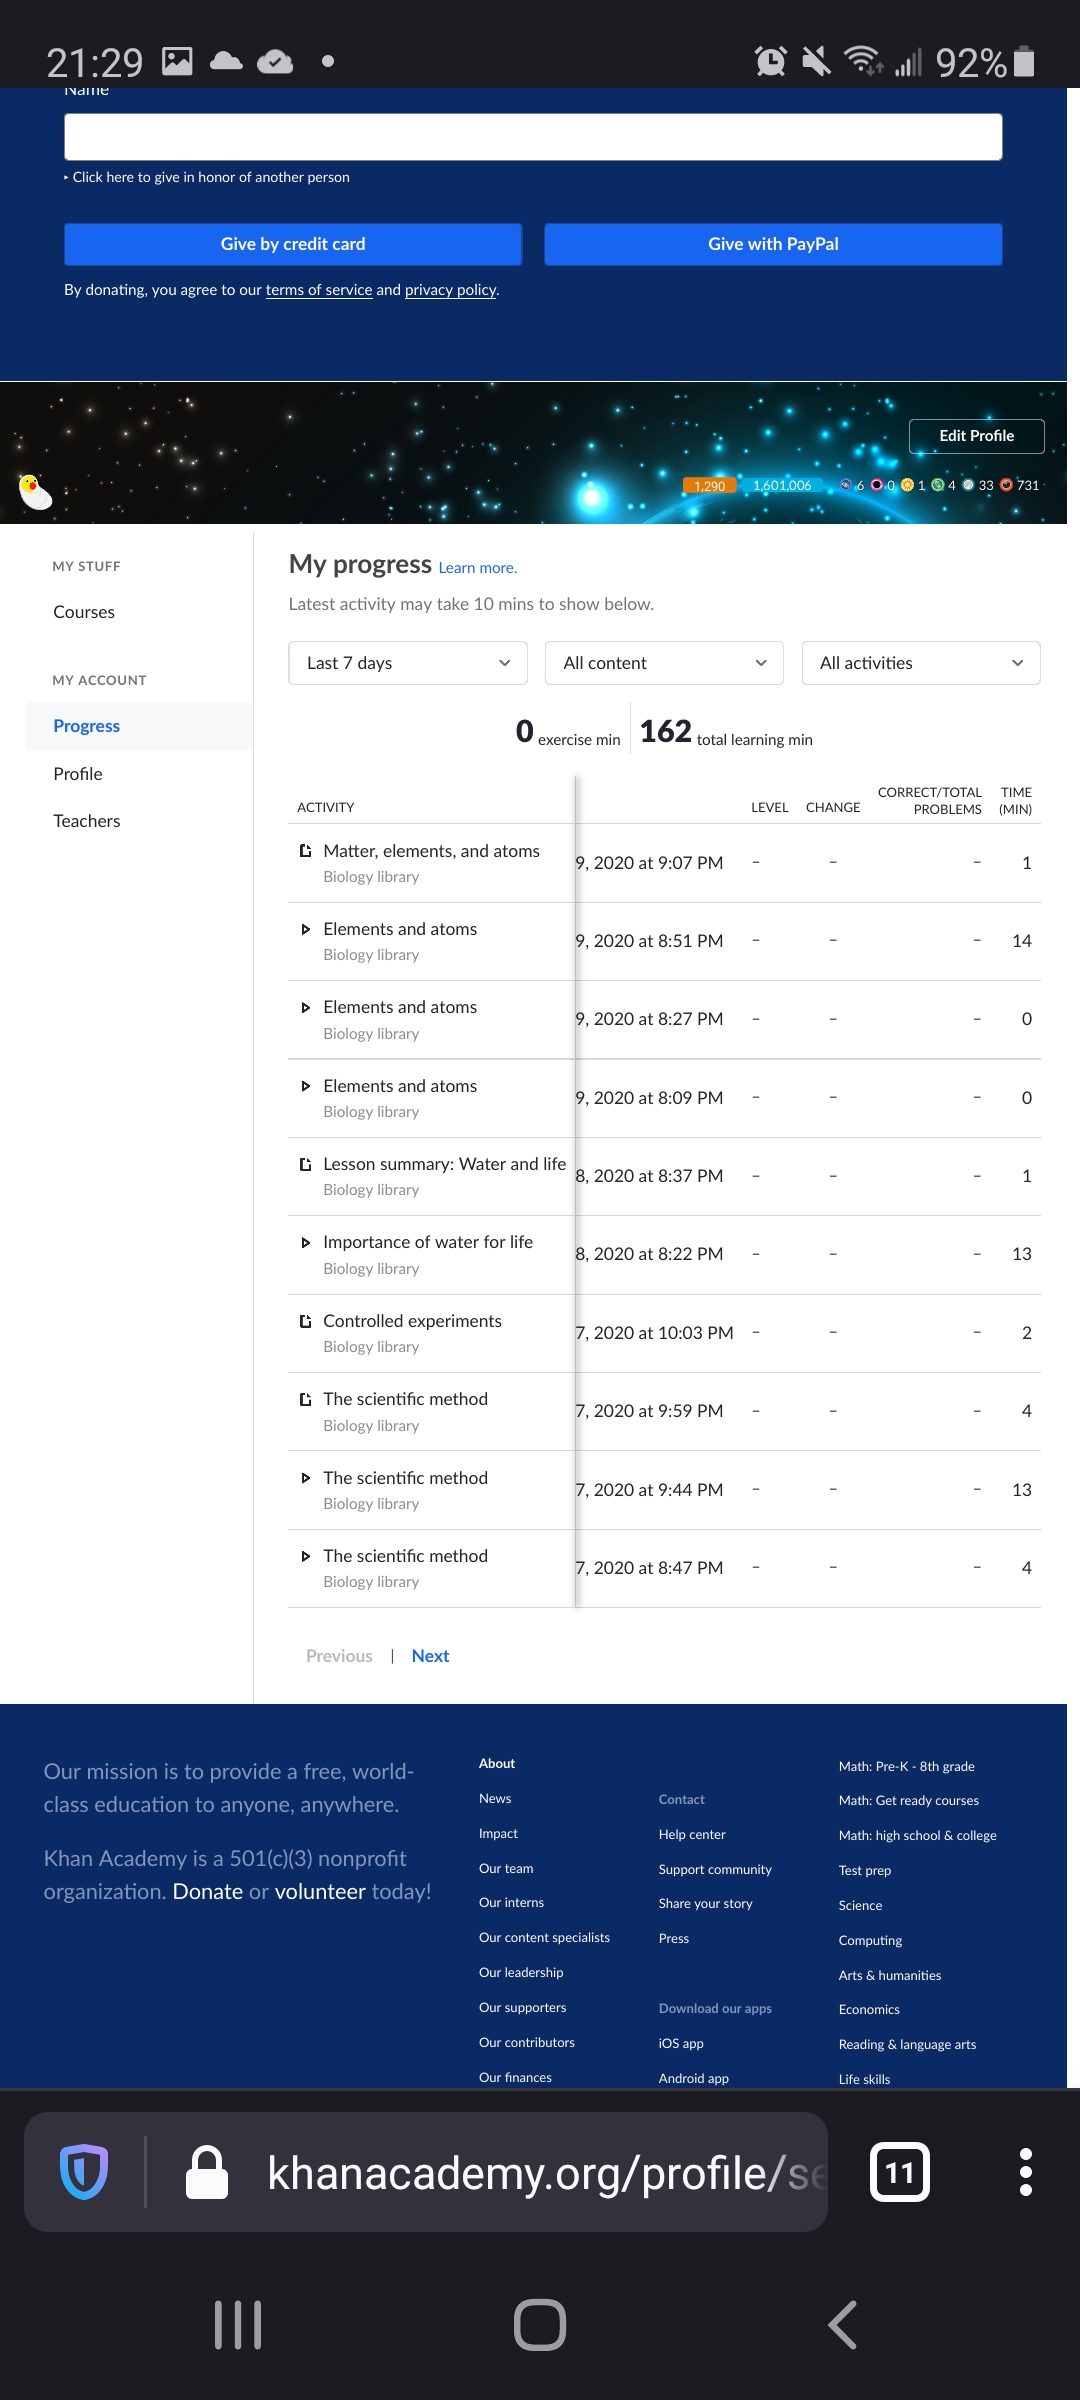 21:29
92%
Name
Click here to give in honor of another person
Give by credit card
Give with PayPal
By donating, you agree to our terms of service and privacy policy.
Edit Profile
1,290 1,601,006 6 0 1 4 33 731
MY STUFF
Courses
MY ACCOUNT
Progress
Profile
Teachers
My progress Learn more.
Latest activity may take 10 mins to show below.
Last 7 days
All content
All activities
0 exercise min
162 total learning min
ACTIVITY LEVEL CHANGE CORRECT/TOTAL PROBLEMS TIME (MIN)
Matter, elements, and atoms
Biology library
9, 2020 at 9:07 PM – – – 1
Elements and atoms
Biology library
9, 2020 at 8:51 PM – – – 14
Elements and atoms
Biology library
9, 2020 at 8:27 PM – – – 0
Elements and atoms
Biology library
9, 2020 at 8:09 PM – – – 0
Lesson summary: Water and life
Biology library
8, 2020 at 8:37 PM – – – 1
Importance of water for life
Biology library
8, 2020 at 8:22 PM – – – 13
Controlled experiments
Biology library
7, 2020 at 10:03 PM – – – 2
The scientific method
Biology library
7, 2020 at 9:59 PM – – – 4
The scientific method
Biology library
7, 2020 at 9:44 PM – – – 13
The scientific method
Biology library
7, 2020 at 8:47 PM – – – 4
Previous | Next
Our mission is to provide a free, world-
class education to anyone, anywhere.
Khan Academy is a 501(c)(3) nonprofit
organization. Donate or volunteer today!
About
News
Impact
Our team
Our interns
Our content specialists
Our leadership
Our supporters
Our contributors
Our finances
Contact
Help center
Support community
Share your story
Press
Download our apps
iOS app
Android app
Math: Pre-K - 8th grade
Math: Get ready courses
Math: high school & college
Test prep
Science
Computing
Arts & humanities
Economics
Reading & language arts
Life skills
khanacademy.org/profile/se
11